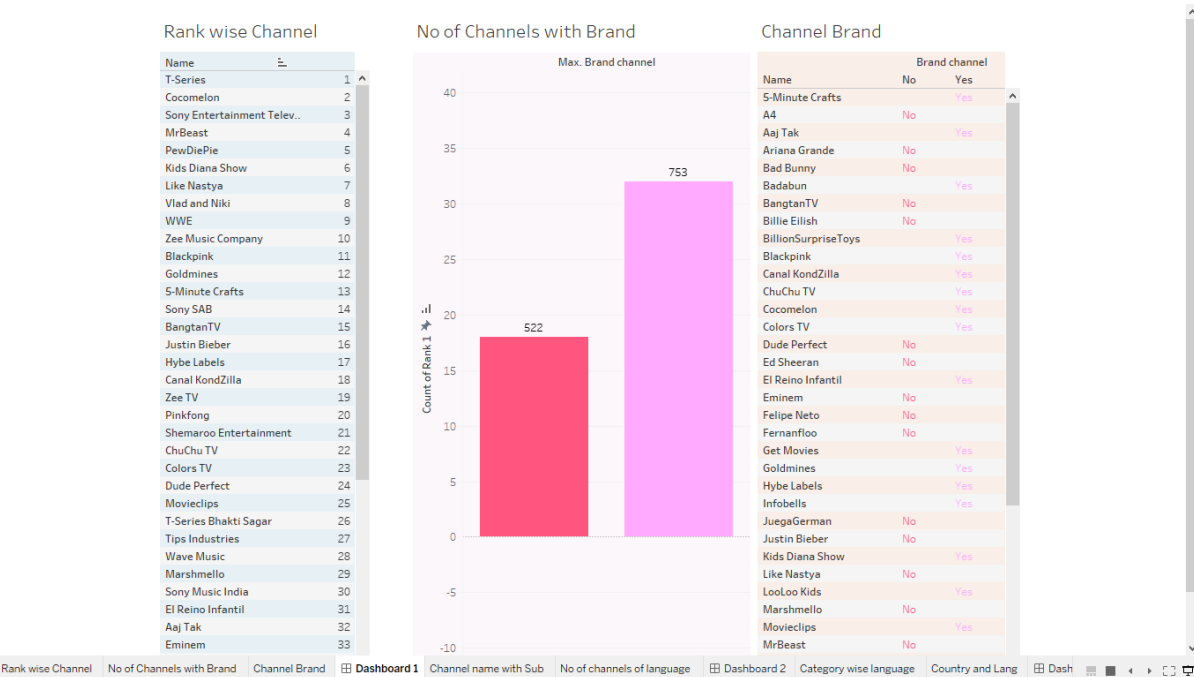 Rank wise Channel
Name
T-Series 1
Cocomelon 2
Sony Entertainment Telev.. 3
MrBeast 4
PewDiePie 5
Kids Diana Show 6
Like Nastya 7
Vlad and Niki 8
WWE 9
Zee Music Company 10
Blackpink 11
Goldmines 12
5-Minute Crafts 13
Sony SAB 14
BangtanTV 15
Justin Bieber 16
Hybe Labels 17
Canal KondZilla 18
Zee TV 19
Pinkfong 20
Shemaroo Entertainment 21
ChuChu TV 22
Colors TV 23
Dude Perfect 24
Movieclips 25
T-Series Bhakti Sagar 26
Tips Industries 27
Wave Music 28
Marshmello 29
Sony Music India 30
El Reino Infantil 31
Aaj Tak 32
Eminem 33
No of Channels with Brand
Max. Brand channel
40
35
30
25
20
15
10
5
0
-5
-10
Count of Rank 1
522
753
Channel Brand
Brand channel
Name No Yes
5-Minute Crafts Yes
A4 No
Aaj Tak Yes
Ariana Grande No
Bad Bunny No
Badabun Yes
BangtanTV No
Billie Eilish No
BillionSurpriseToys Yes
Blackpink Yes
Canal KondZilla Yes
ChuChu TV Yes
Cocomelon Yes
Colors TV Yes
Dude Perfect No
Ed Sheeran No
El Reino Infantil Yes
Eminem No
Felipe Neto No
Fernanfloo No
Get Movies Yes
Goldmines Yes
Hybe Labels Yes
Infobells Yes
JuegaGerman No
Justin Bieber No
Kids Diana Show Yes
Like Nastya No
LooLoo Kids Yes
Marshmello No
Movieclips Yes
MrBeast No
Rank wise Channel No of Channels with Brand Channel Brand Dashboard 1 Channel name with Sub No of channels of language Dashboard 2 Category wise language Country and Lang Dash